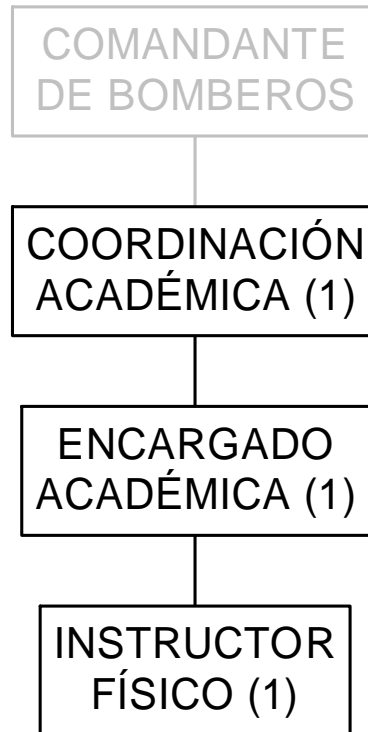 COMANDANTE
DE BOMBEROS
COORDINACIÓN
ACADÉMICA (1)
ENCARGADO
ACADÉMICA (1)
INSTRUCTOR
FÍSICO (1)